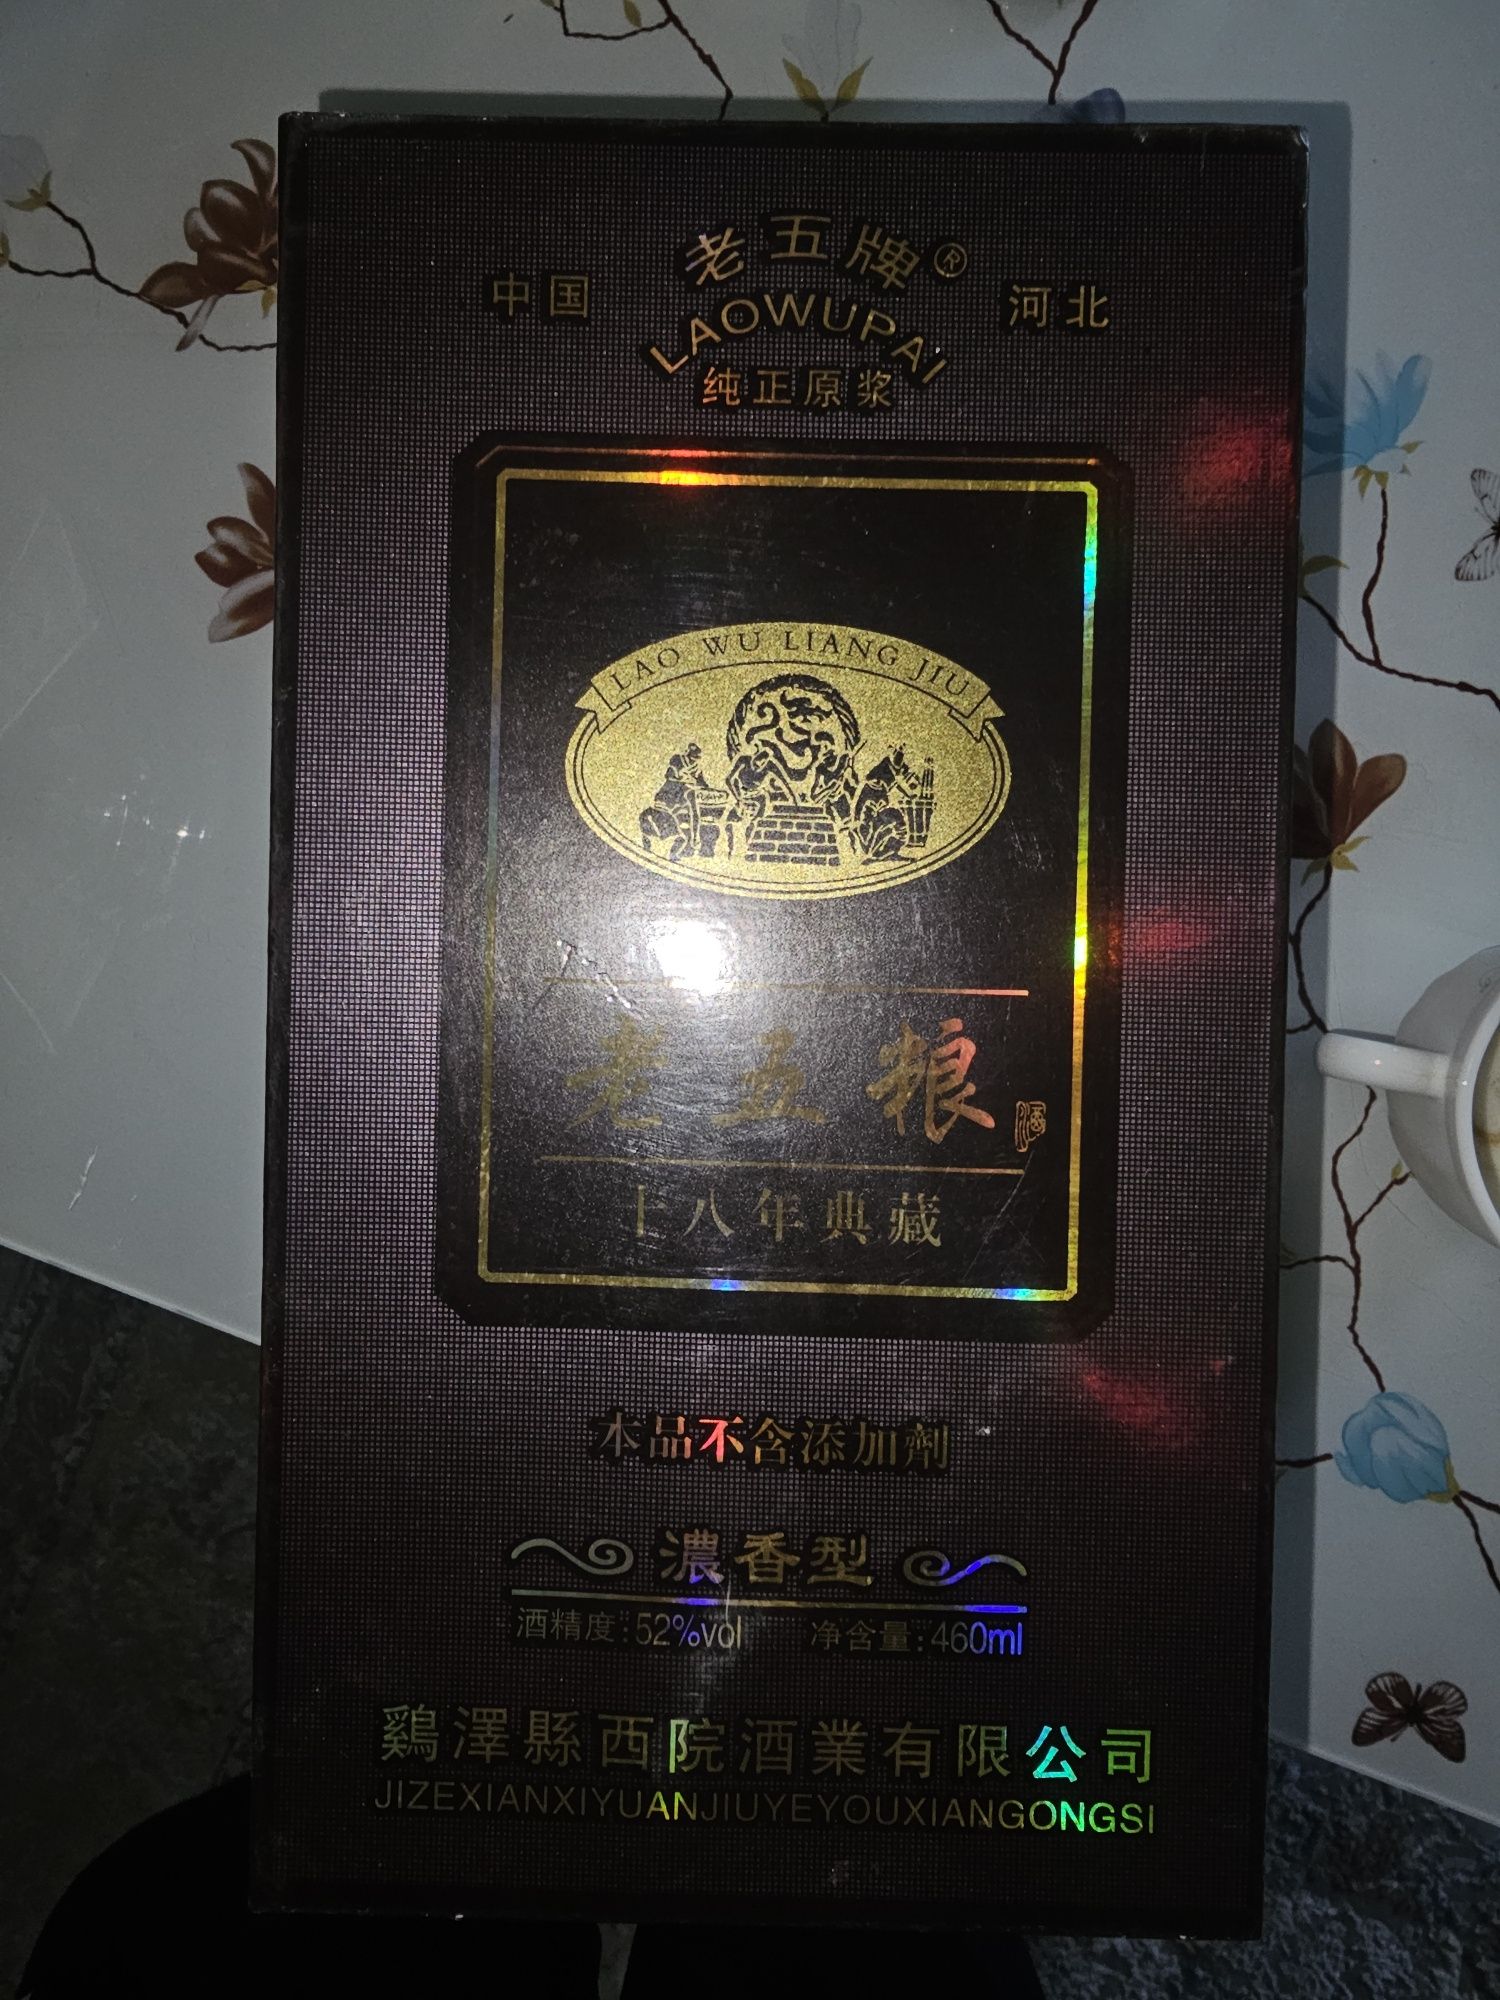 老五牌®
中国
河北
LAOWUPAI
纯正原浆
LAO WU LIANG JIU
老五粮
酒
十八年典藏
本品不含添加劑
濃香型
酒精度:52%vol 净含量:460ml
鷄澤縣西院酒業有限公司
JIZEXIANXIYUANJIUYEYOUXIANGONGSI